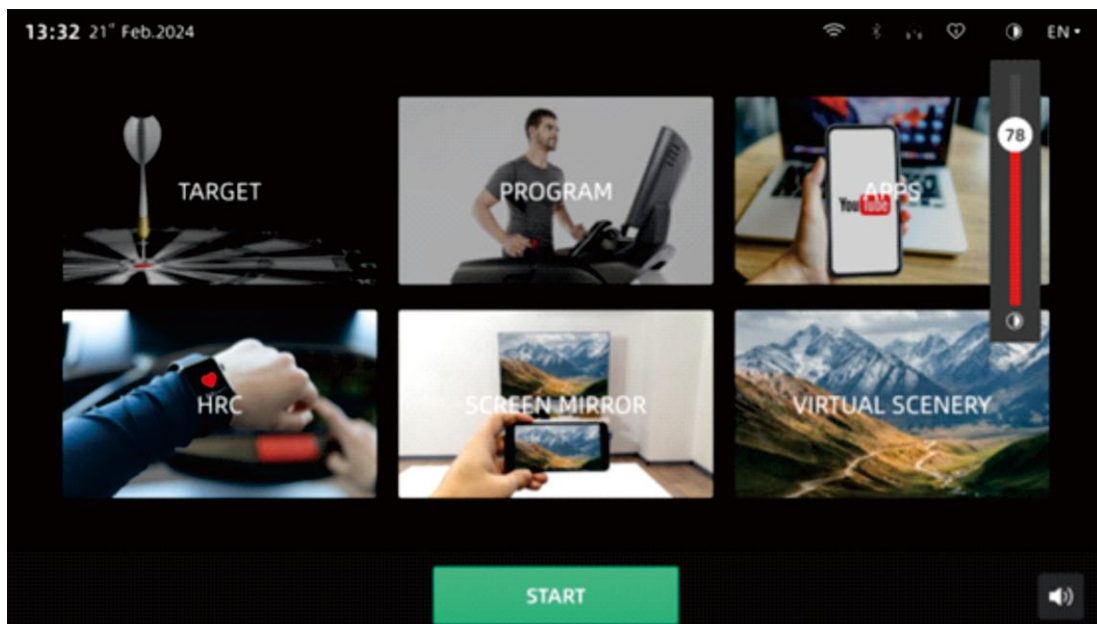 13:32 21st Feb.2024
EN
78
TARGET
PROGRAM
APPS
YouTube
HRC
SCREEN MIRROR
VIRTUAL SCENERY
START